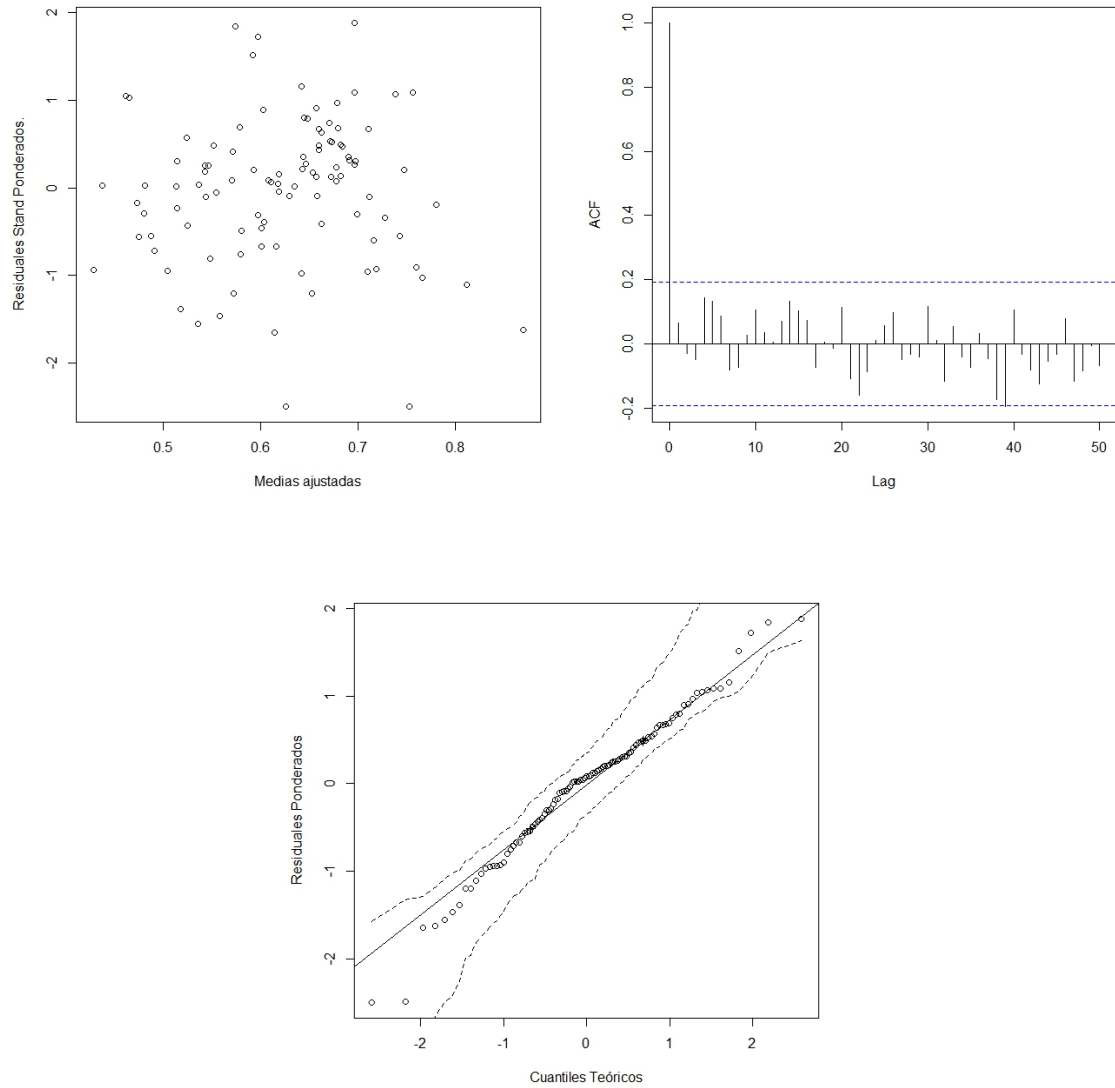 2
1
0
-1
-2
Residuales Stand Ponderados.
0.5 0.6 0.7 0.8
Medias ajustadas
1.0
0.8
0.6
0.4
0.2
0.0
-0.2
ACF
0 10 20 30 40 50
Lag
2
1
0
-1
-2
Residuales Ponderados
-2 -1 0 1 2
Cuantiles Teóricos